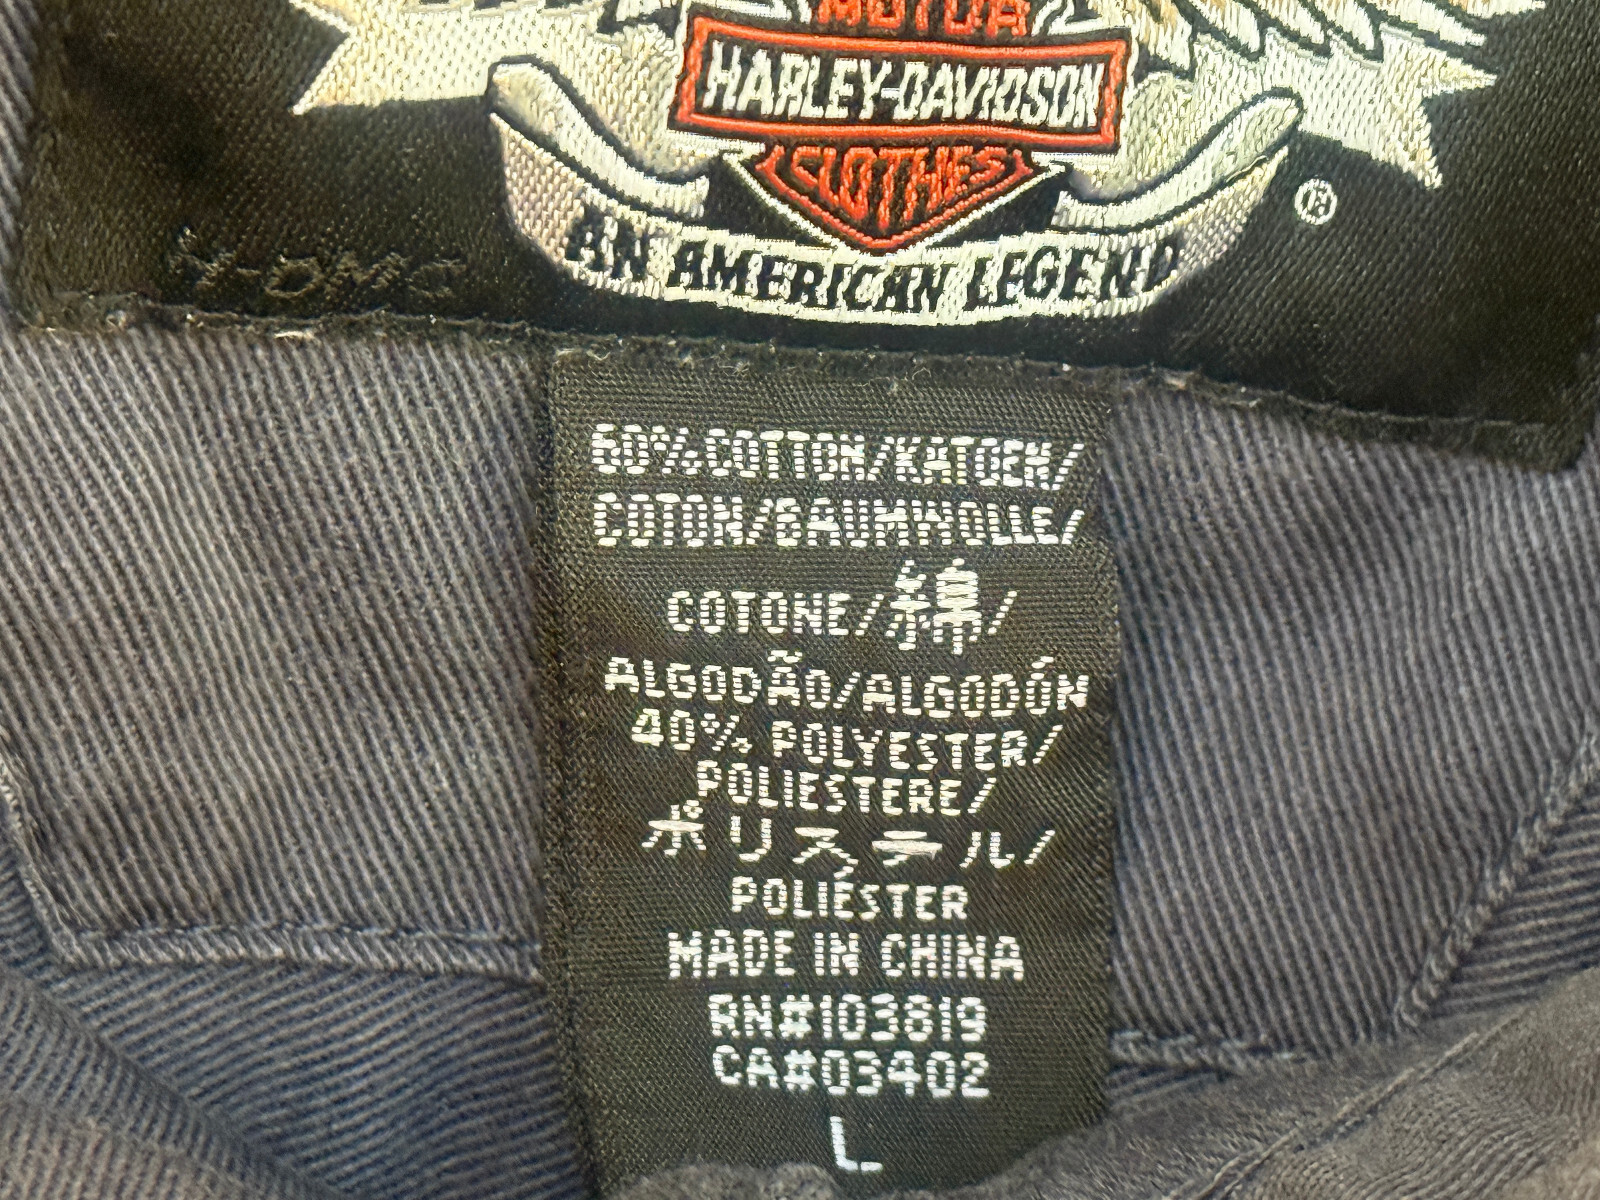 MOTOR
HARLEY-DAVIDSON
CLOTHES
®
AN AMERICAN LEGEND
60% COTTON/KATOEN/
COTON/BAUMWOLLE/
COTONE/綿/
ALGODÃO/ALGODÓN
40% POLYESTER/
POLIESTERE/
ポリステル/
POLIÉSTER
MADE IN CHINA
RN#103819
CA#03402
L